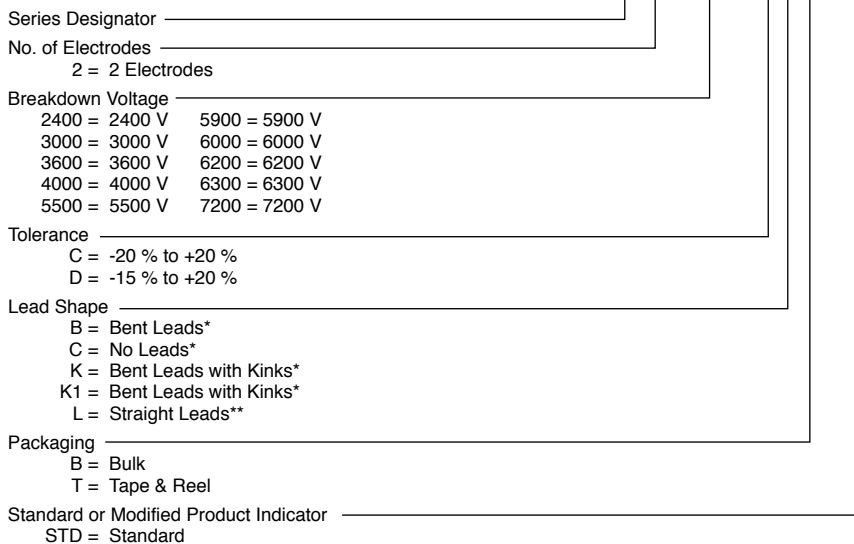 Series Designator
No. of Electrodes
2 = 2 Electrodes
Breakdown Voltage
2400 = 2400 V 5900 = 5900 V
3000 = 3000 V 6000 = 6000 V
3600 = 3600 V 6200 = 6200 V
4000 = 4000 V 6300 = 6300 V
5500 = 5500 V 7200 = 7200 V
Tolerance
C = -20 % to +20 %
D = -15 % to +20 %
Lead Shape
B = Bent Leads*
C = No Leads*
K = Bent Leads with Kinks*
K1 = Bent Leads with Kinks*
L = Straight Leads**
Packaging
B = Bulk
T = Tape & Reel
Standard or Modified Product Indicator
STD = Standard